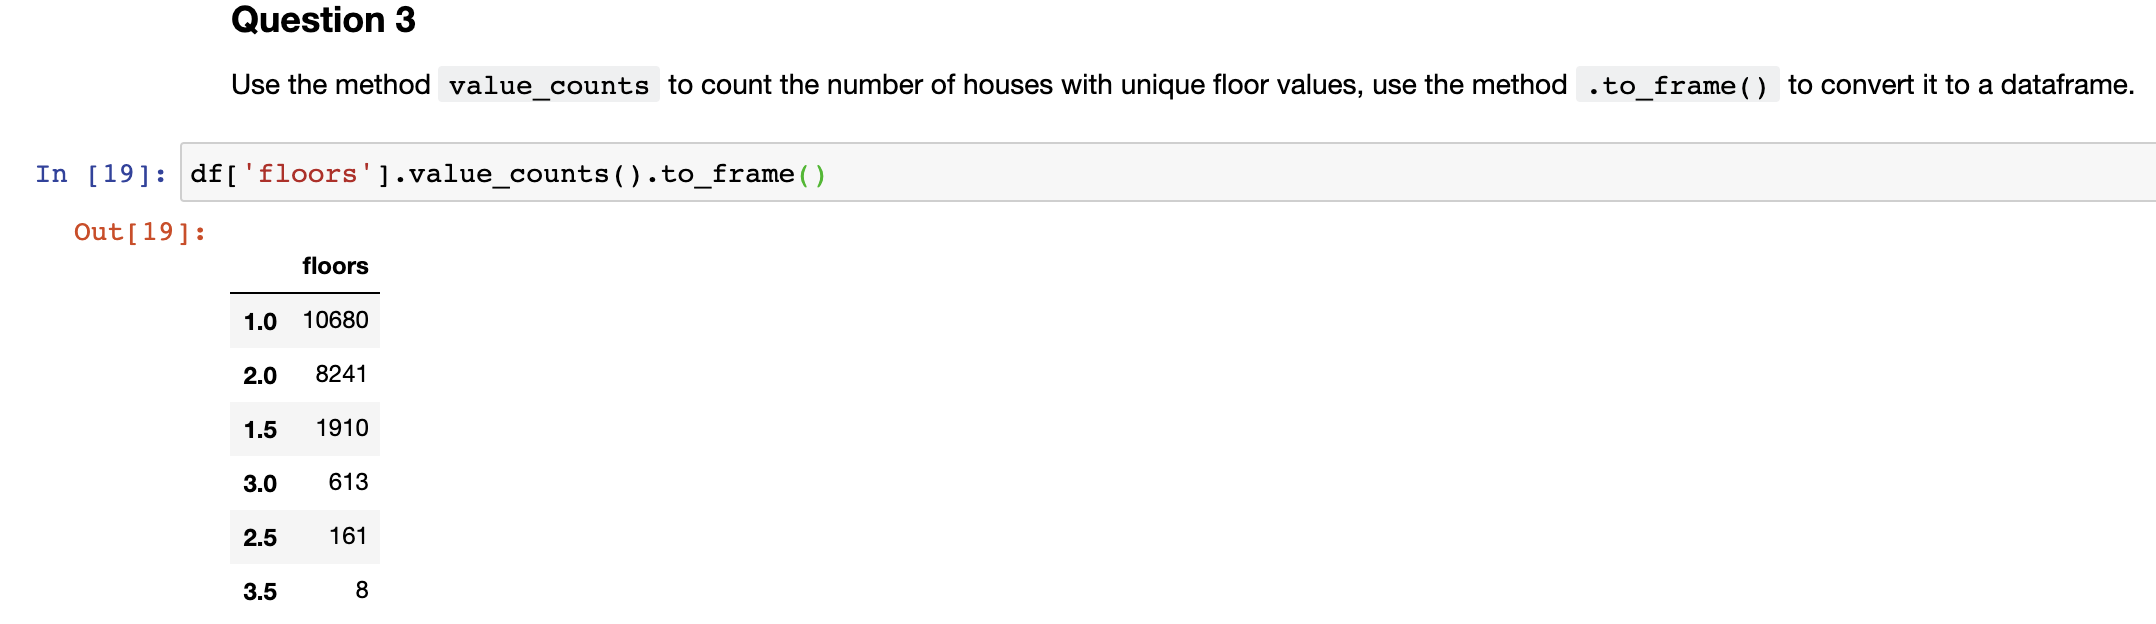 Question 3
Use the method value_counts to count the number of houses with unique floor values, use the method .to_frame() to convert it to a dataframe.
In [19]: df['floors'].value_counts().to_frame()
Out[19]:
floors
1.0 10680
2.0 8241
1.5 1910
3.0 613
2.5 161
3.5 8